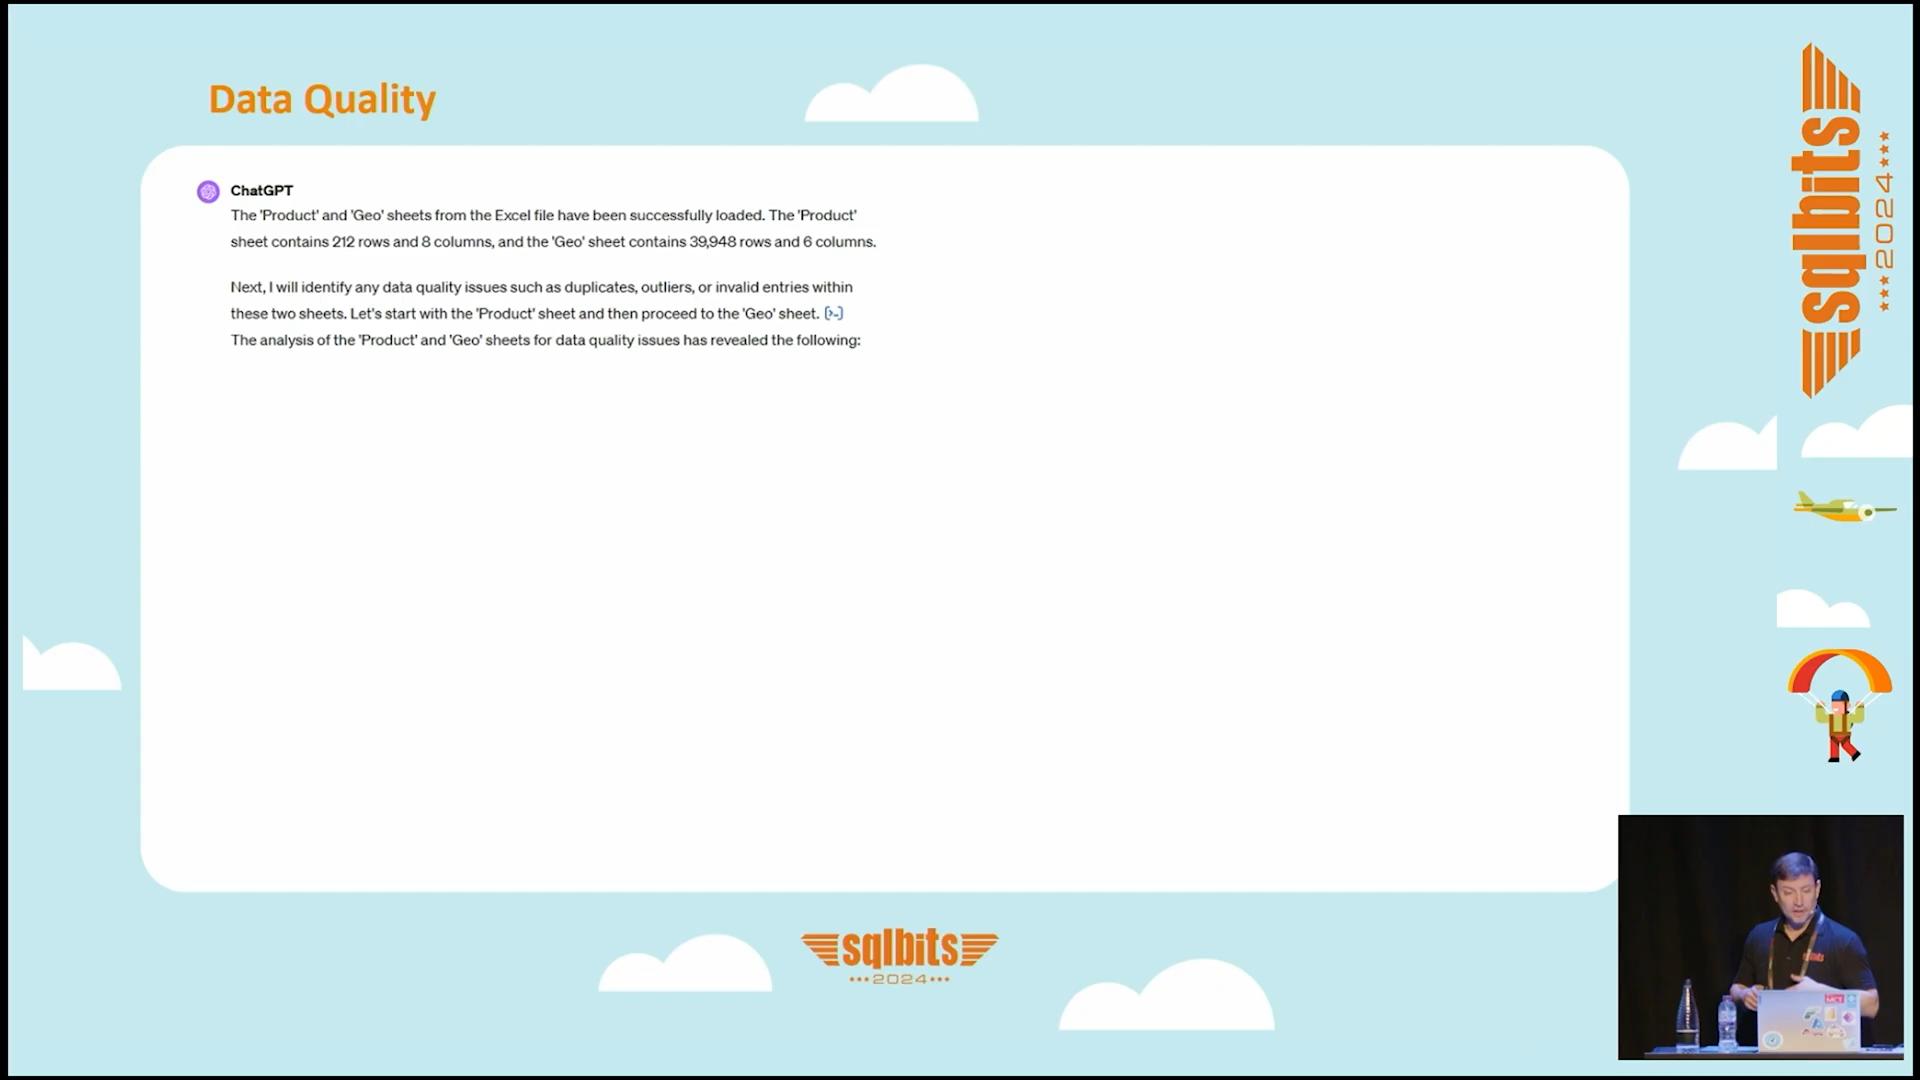 Data Quality
ChatGPT
The 'Product' and 'Geo' sheets from the Excel file have been successfully loaded. The 'Product'
sheet contains 212 rows and 8 columns, and the 'Geo' sheet contains 39,948 rows and 6 columns.
Next, I will identify any data quality issues such as duplicates, outliers, or invalid entries within
these two sheets. Let's start with the 'Product' sheet and then proceed to the 'Geo' sheet. [>-]
The analysis of the 'Product' and 'Geo' sheets for data quality issues has revealed the following:
sqlbits
2024
sqlbits
2024
sqlbits
MCT